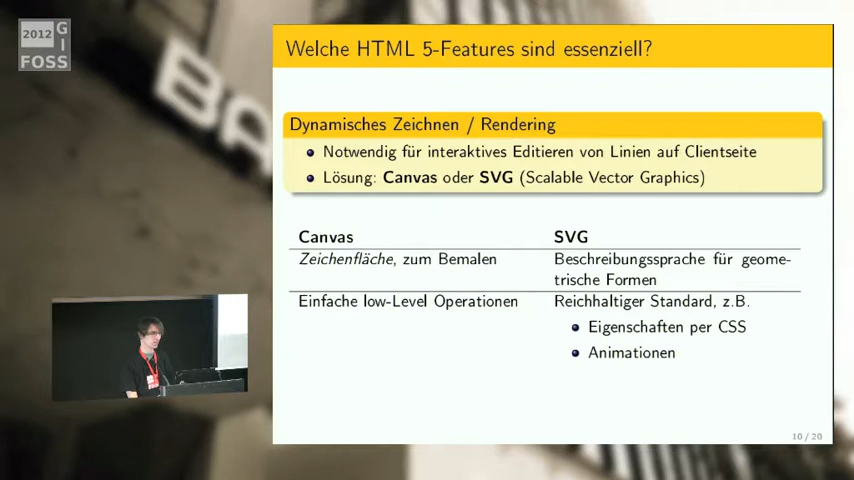 2012
G
I
FOSS
BA
Welche HTML 5-Features sind essenziell?
Dynamisches Zeichnen / Rendering
Notwendig für interaktives Editieren von Linien auf Clientseite
Lösung: Canvas oder SVG (Scalable Vector Graphics)
Canvas SVG
Zeichenfläche, zum Bemalen Beschreibungssprache für geome-
trische Formen
Einfache low-Level Operationen Reichhaltiger Standard, z.B.
Eigenschaften per CSS
Animationen
10 / 20